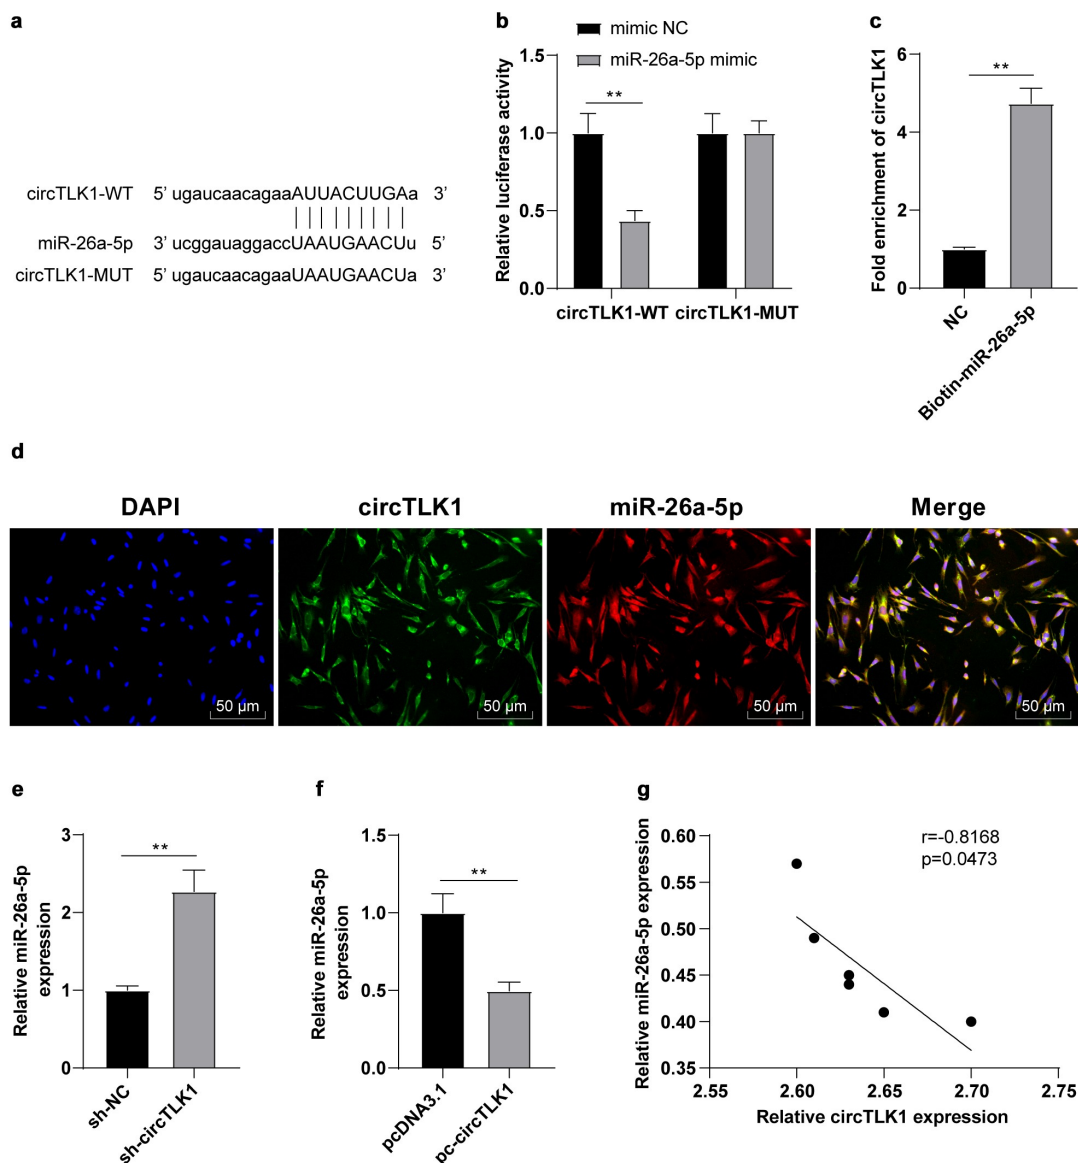 a
circTLK1-WT 5’ ugaucaacagaaAUUACUUGAa 3’
miR-26a-5p 3’ ucggauaggaccUAAUGAACUu 5’
circTLK1-MUT 5’ ugaucaacagaaUAAUGAACUa 3’
b
mimic NC
miR-26a-5p mimic
Relative luciferase activity
1.5
1.0
0.5
0.0
**
circTLK1-WT circTLK1-MUT
c
Fold enrichment of circTLK1
6
4
2
0
**
NC
Biotin-miR-26a-5p
d
DAPI circTLK1 miR-26a-5p Merge
50 μm 50 μm 50 μm 50 μm
e
Relative miR-26a-5p
expression
3
2
1
0
**
sh-NC
sh-circTLK1
f
Relative miR-26a-5p
expression
1.5
1.0
0.5
0.0
**
pcDNA3.1
pc-circTLK1
g
Relative miR-26a-5p expression
0.60
0.55
0.50
0.45
0.40
0.35
r=-0.8168
p=0.0473
2.55 2.60 2.65 2.70 2.75
Relative circTLK1 expression